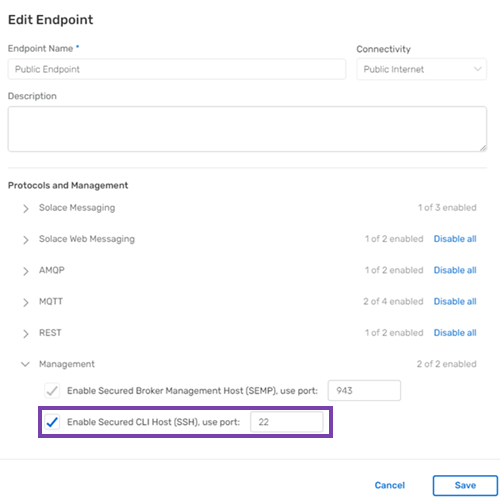 Edit Endpoint
Endpoint Name *
Connectivity
Public Endpoint
Public Internet
Description
Protocols and Management
Solace Messaging 1 of 3 enabled
Solace Web Messaging 1 of 2 enabled Disable all
AMQP 1 of 2 enabled Disable all
MQTT 2 of 4 enabled Disable all
REST 1 of 2 enabled Disable all
Management 2 of 2 enabled
Enable Secured Broker Management Host (SEMP), use port: 943
Enable Secured CLI Host (SSH), use port: 22
Cancel Save